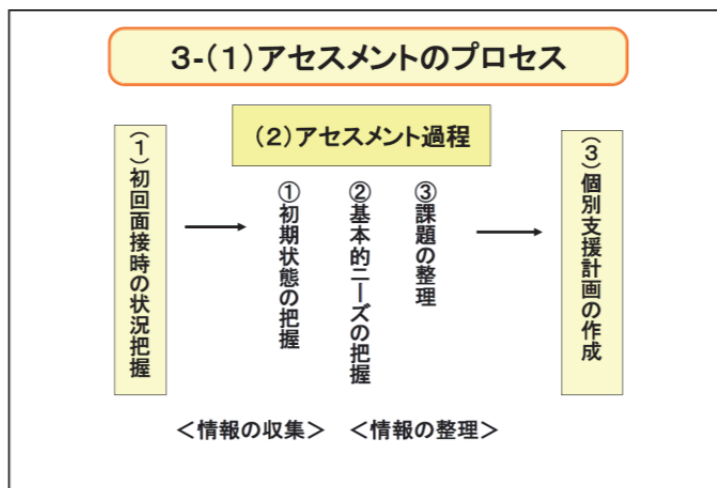 3-(1)アセスメントのプロセス
(1)初回面接時の状況把握
(2)アセスメント過程
①初期状態の把握
②基本的ニーズの把握
③課題の整理
(3)個別支援計画の作成
＜情報の収集＞ ＜情報の整理＞